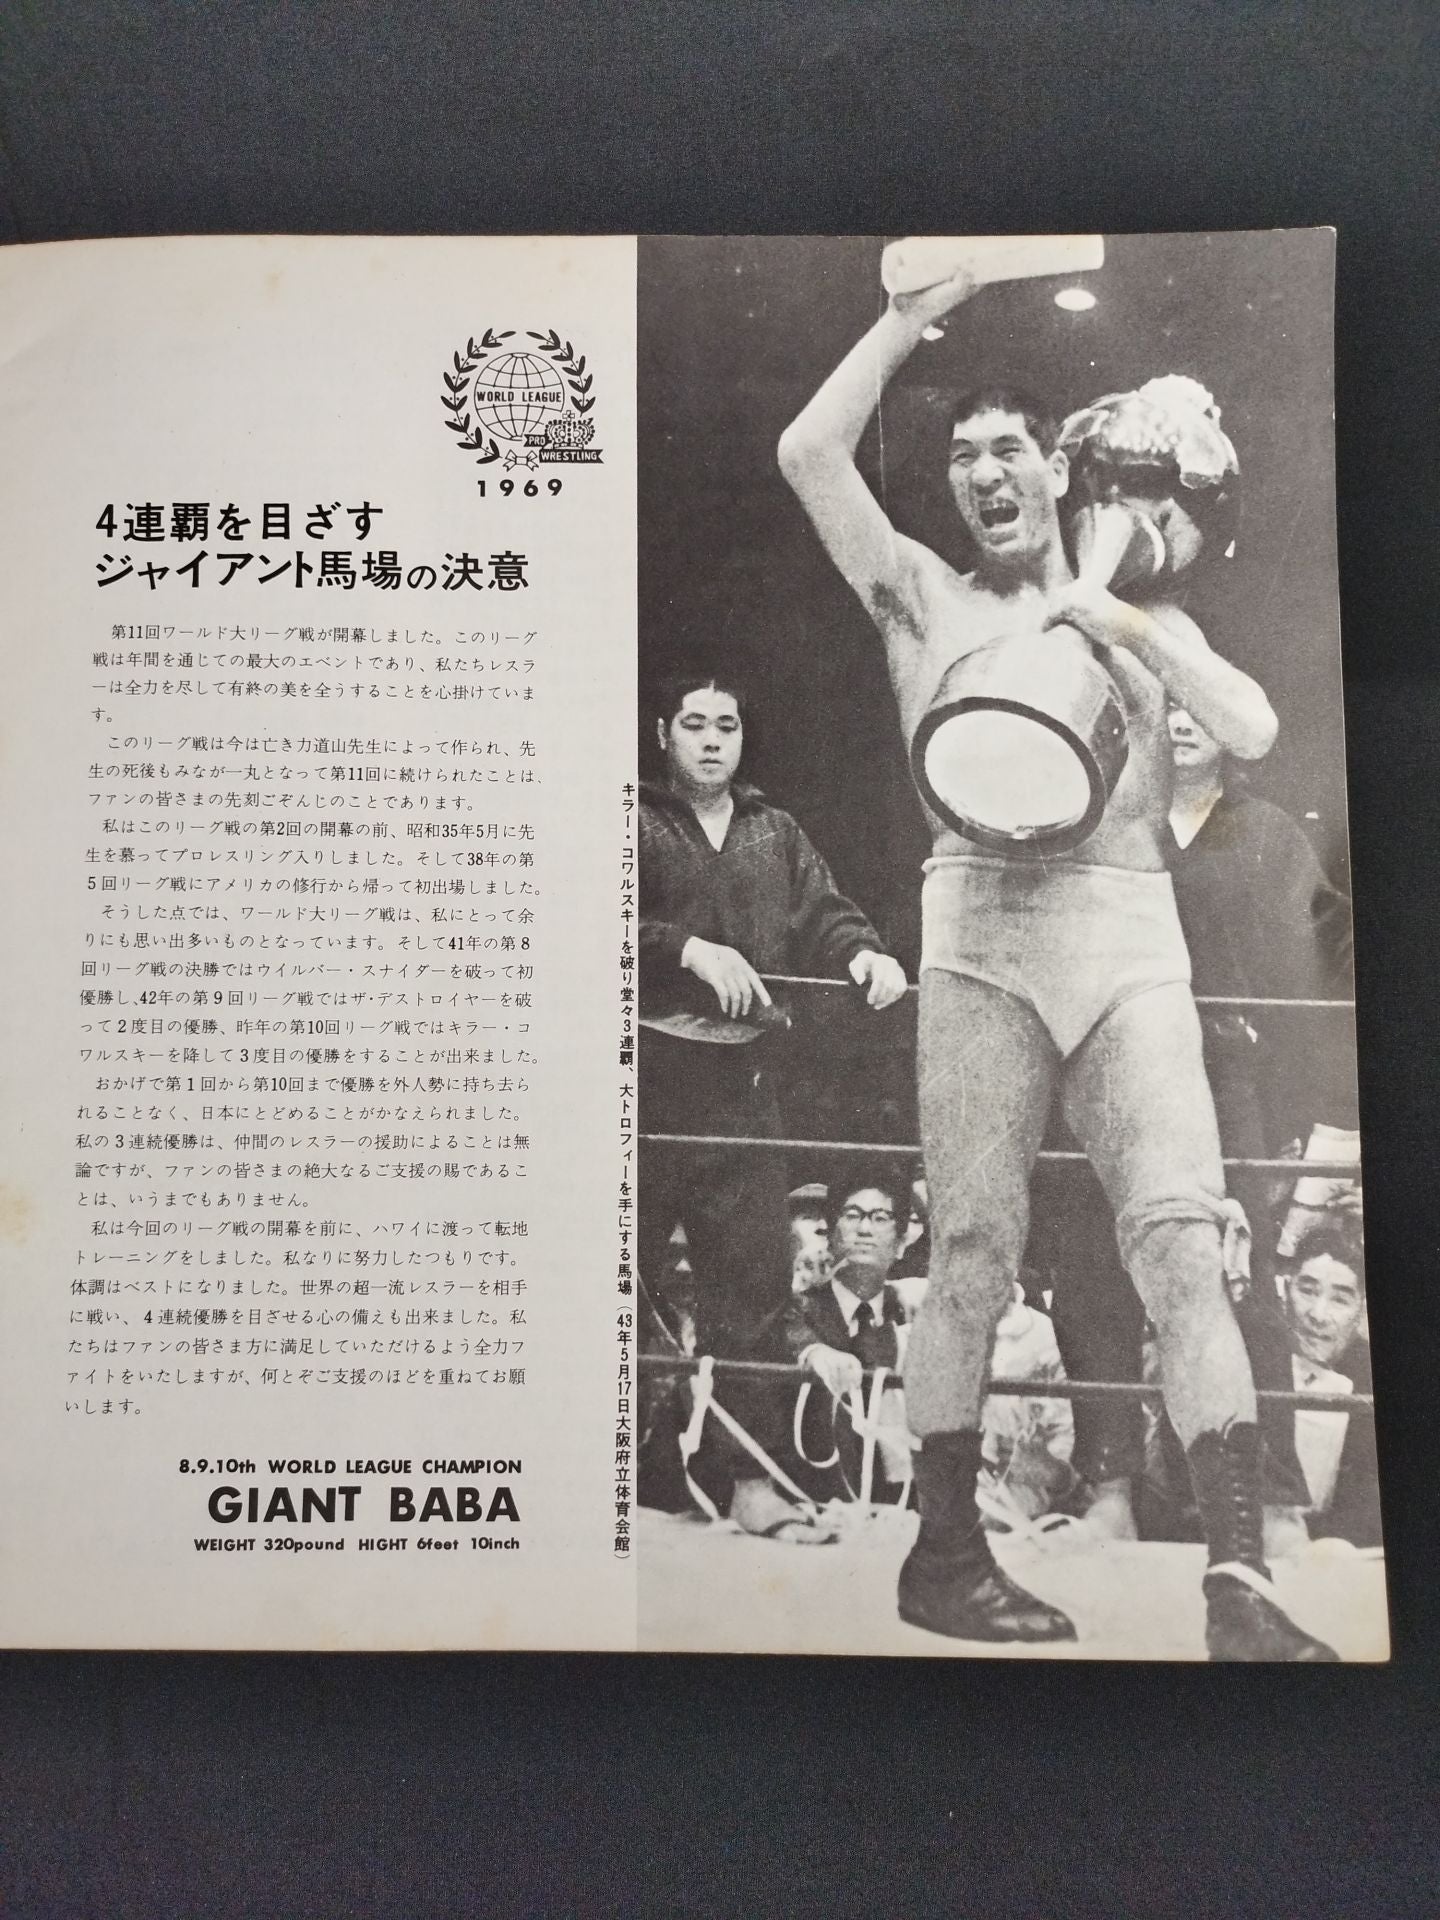 WORLD LEAGUE
PRO
WRESTLING
1969
4連覇を目ざす
ジャイアント馬場の決意
第11回ワールド大リーグ戦が開幕しました。このリーグ
戦は年間を通じての最大のエベントであり、私たちレスラ
ーは全力を尽して有終の美を全うすることを心掛けていま
す。
このリーグ戦は今は亡き力道山先生によって作られ、先
生の死後もみなが一丸となって第11回に続けられたことは、
ファンの皆さまの先刻ごぞんじのことであります。
私はこのリーグ戦の第2回の開幕の前、昭和35年5月に先
生を慕ってプロレスリング入りしました。そして38年の第
5回リーグ戦にアメリカの修行から帰って初出場しました。
そうした点では、ワールド大リーグ戦は、私にとって余
りにも思い出多いものとなっています。そして41年の第8
回リーグ戦の決勝ではウイルバー・スナイダーを破って初
優勝し、42年の第9回リーグ戦ではザ・デストロイヤーを破
って2度目の優勝、昨年の第10回リーグ戦ではキラー・コ
ワルスキーを降して3度目の優勝をすることが出来ました。
おかげで第1回から第10回まで優勝を外人勢に持ち去ら
れることなく、日本にとどめることがかなえられました。
私の3連続優勝は、仲間のレスラーの援助によることは無
論ですが、ファンの皆さまの絶大なるご支援の賜であるこ
とは、いうまでもありません。
私は今回のリーグ戦の開幕を前に、ハワイに渡って転地
トレーニングをしました。私なりに努力したつもりです。
体調はベストになりました。世界の超一流レスラーを相手
に戦い、4連続優勝を目ざせる心の備えも出来ました。私
たちはファンの皆さま方に満足していただけるよう全力フ
ァイトをいたしますが、何とぞご支援のほどを重ねてお願
いします。
8.9.10th WORLD LEAGUE CHAMPION
GIANT BABA
WEIGHT 320pound HIGHT 6feet 10inch
キラー・コワルスキーを破り堂々3連覇、大トロフィーを手にする馬場（43年5月17日大阪府立体育会館）